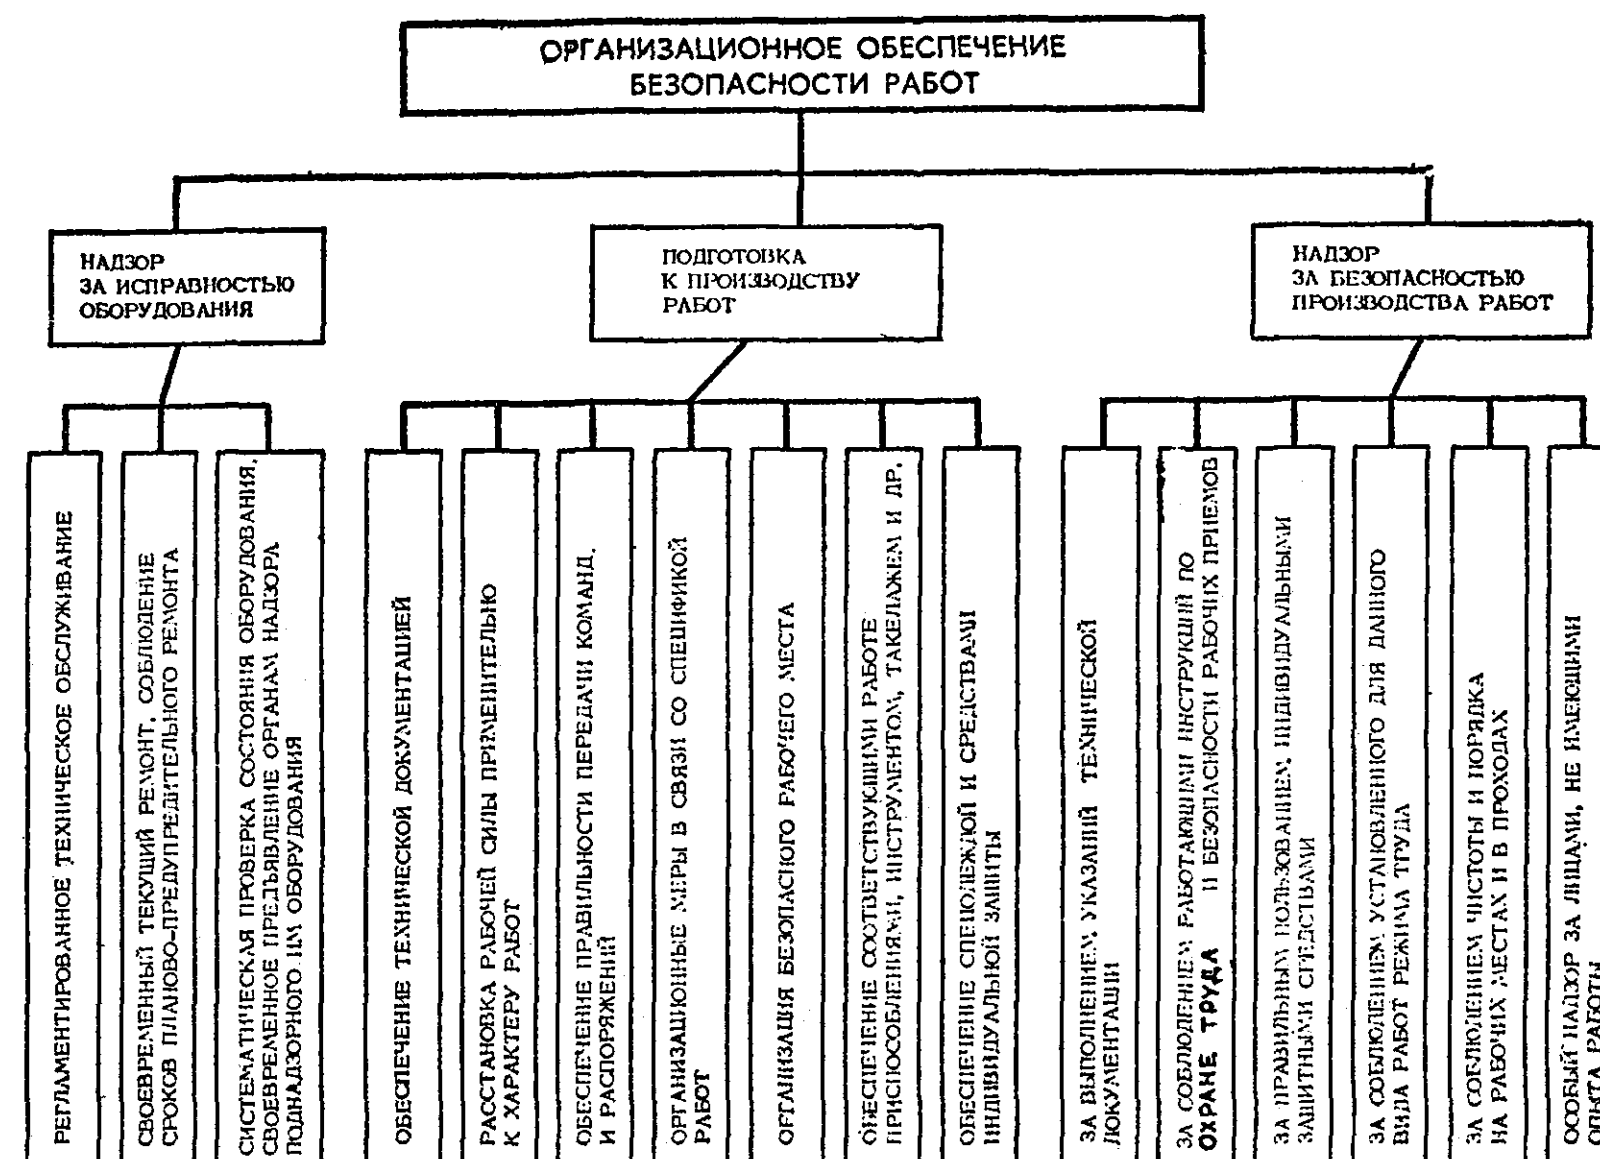 ОРГАНИЗАЦИОННОЕ ОБЕСПЕЧЕНИЕ
БЕЗОПАСНОСТИ РАБОТ
НАДЗОР
ЗА ИСПРАВНОСТЬЮ
ОБОРУДОВАНИЯ
ПОДГОТОВКА
К ПРОИЗВОДСТВУ
РАБОТ
НАДЗОР
ЗА БЕЗОПАСНОСТЬЮ
ПРОИЗВОДСТВА РАБОТ
РЕГЛАМЕНТИРОВАННОЕ ТЕХНИЧЕСКОЕ ОБСЛУЖИВАНИЕ
СВОЕВРЕМЕННЫЙ ТЕКУЩИЙ РЕМОНТ, СОБЛЮДЕНИЕ
СРОКОВ ПЛАНОВО-ПРЕДУПРЕДИТЕЛЬНОГО РЕМОНТА
СИСТЕМАТИЧЕСКАЯ ПРОВЕРКА СОСТОЯНИЯ ОБОРУДОВАНИЯ,
СВОЕВРЕМЕННОЕ ПРЕДЪЯВЛЕНИЕ ОРГАНАМ НАДЗОРА
ПОДНАДЗОРНОГО ИМ ОБОРУДОВАНИЯ
ОБЕСПЕЧЕНИЕ ТЕХНИЧЕСКОЙ ДОКУМЕНТАЦИЕЙ
РАССТАНОВКА РАБОЧЕЙ СИЛЫ ПРИМЕНИТЕЛЬНО
К ХАРАКТЕРУ РАБОТ
ОБЕСПЕЧЕНИЕ ПРАВИЛЬНОСТИ ПЕРЕДАЧИ КОМАНД,
И РАСПОРЯЖЕНИЙ
ОРГАНИЗАЦИОННЫЕ МЕРЫ В СВЯЗИ СО СПЕЦИФИКОЙ
РАБОТ
ОРГАНИЗАЦИЯ БЕЗОПАСНОГО РАБОЧЕГО МЕСТА
ОБЕСПЕЧЕНИЕ СООТВЕТСТВУЮЩИМИ РАБОТЕ
ПРИСПОСОБЛЕНИЯМИ, ИНСТРУМЕНТОМ, ТАКЕЛАЖЕМ И ДР.
ОБЕСПЕЧЕНИЕ СПЕЦОДЕЖДОЙ И СРЕДСТВАМИ
ИНДИВИДУАЛЬНОЙ ЗАЩИТЫ
ЗА ВЫПОЛНЕНИЕМ УКАЗАНИЙ ТЕХНИЧЕСКОЙ
ДОКУМЕНТАЦИИ
ЗА СОБЛЮДЕНИЕМ РАБОТАЮЩИМИ ИНСТРУКЦИЙ ПО
ОХРАНЕ ТРУДА И БЕЗОПАСНОСТИ РАБОЧИХ ПРИЕМОВ
ЗА ПРАВИЛЬНЫМ ПОЛЬЗОВАНИЕМ ИНДИВИДУАЛЬНЫМИ
ЗАЩИТНЫМИ СРЕДСТВАМИ
ЗА СОБЛЮДЕНИЕМ УСТАНОВЛЕННОГО ДЛЯ ДАННОГО
ВИДА РАБОТ РЕЖИМА ТРУДА
ЗА СОБЛЮДЕНИЕМ ЧИСТОТЫ И ПОРЯДКА
НА РАБОЧИХ МЕСТАХ И В ПРОХОДАХ
ОСОБЫЙ НАДЗОР ЗА ЛИЦАМИ, НЕ ИМЕЮЩИМИ
ОПЫТА РАБОТЫ